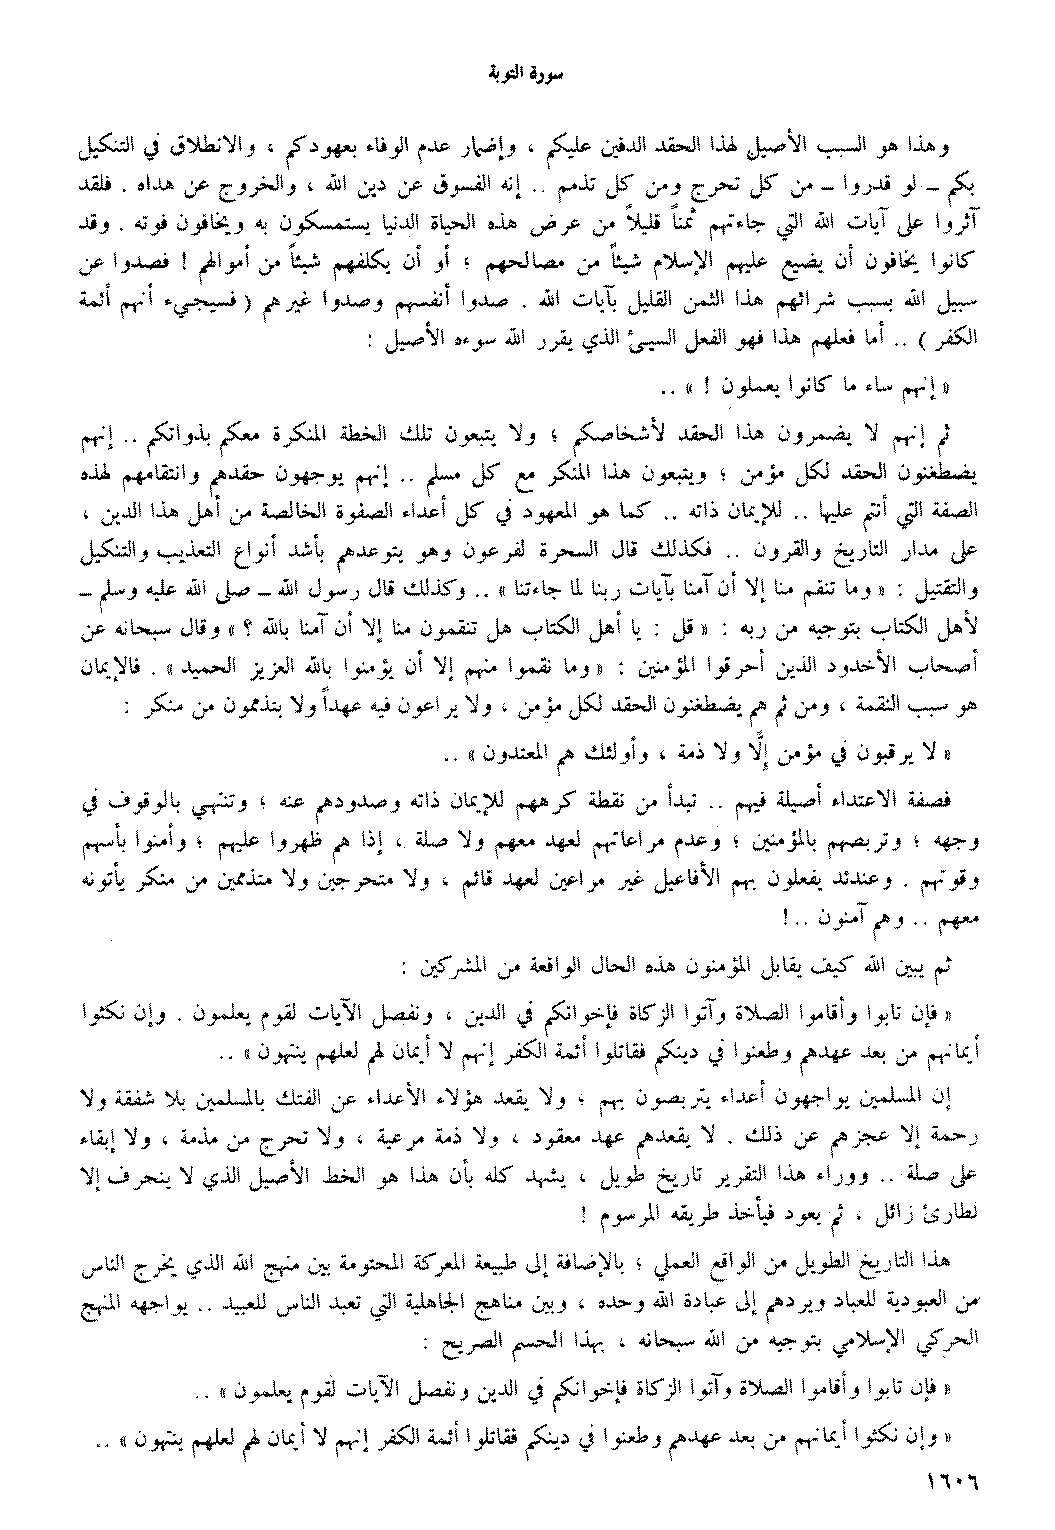 سورة التوبة
وهذا هو السبب الأصيل لهذا الحقد الدفين عليكم ، وإضمار عدم الوفاء بعهودكم ، والانطلاق في التنكيل
بكم ــ لو قدروا ــ من كل تحرج ومن كل تذمم .. إنه الفسوق عن دين الله ، والخروج عن هداه . فلقد
آثروا على آيات الله التي جاءتهم ثمناً قليلاً من عرض هذه الحياة الدنيا يستمسكون به ويخافون فوته . وقد
كانوا يخافون أن يضيع عليهم الإسلام شيئاً من مصالحهم ؛ أو أن يكلفهم شيئاً من أموالهم ! فصدوا عن
سبيل الله بسبب شرائهم هذا الثمن القليل بآيات الله . صدوا أنفسهم وصدوا غيرهم ( فسيجيء أنهم أئمة
الكفر ) .. أما فعلهم هذا فهو الفعل السيئ الذي يقرر الله سوءه الأصيل :
« إنهم ساء ما كانوا يعملون ! » ..
ثم إنهم لا يضمرون هذا الحقد لأشخاصكم ؛ ولا يتبعون تلك الخطة المنكرة معكم بذواتكم .. إنهم
يضطغنون الحقد لكل مؤمن ؛ ويتبعون هذا المنكر مع كل مسلم .. إنهم يوجهون حقدهم وانتقامهم لهذه
الصفة التي أنتم عليها .. للإيمان ذاته .. كما هو المعهود في كل أعداء الصفوة الخالصة من أهل هذا الدين ،
على مدار التاريخ والقرون .. فكذلك قال السحرة لفرعون وهو يتوعدهم بأشد أنواع التعذيب والتنكيل
والتقتيل : « وما تنقم منا إلا أن آمنا بآيات ربنا لما جاءتنا » .. وكذلك قال رسول الله ــ صلى الله عليه وسلم ــ
لأهل الكتاب بتوجيه من ربه : « قل : يا أهل الكتاب هل تنقمون منا إلا أن آمنا بالله ؟ » وقال سبحانه عن
أصحاب الأخدود الذين أحرقوا المؤمنين : « وما نقموا منهم إلا أن يؤمنوا بالله العزيز الحميد » . فالإيمان
هو سبب النقمة ، ومن ثم هم يضطغنون الحقد لكل مؤمن ، ولا يراعون فيه عهداً ولا يتذممون من منكر :
« لا يرقبون في مؤمن إلًّا ولا ذمة ، وأولئك هم المعتدون » ..
فصفة الاعتداء أصيلة فيهم .. تبدأ من نقطة كرههم للإيمان ذاته وصدودهم عنه ؛ وتنتهي بالوقوف في
وجهه ؛ وتربصهم بالمؤمنين ؛ وعدم مراعاتهم لعهد معهم ولا صلة ، إذا هم ظهروا عليهم ؛ وأمنوا بأسهم
وقوتهم . وعندئد يفعلون بهم الأفاعيل غير مراعين لعهد قائم ، ولا متحرجين ولا متذممين من منكر يأتونه
معهم .. وهم آمنون ..!
ثم يبين الله كيف يقابل المؤمنون هذه الحال الواقعة من المشركين :
« فإن تابوا وأقاموا الصلاة وآتوا الزكاة فإخوانكم في الدين ، ونفصل الآيات لقوم يعلمون . وإن نكثوا
أيمانهم من بعد عهدهم وطعنوا في دينكم فقاتلوا أئمة الكفر إنهم لا أيمان لهم لعلهم ينتهون » ..
إن المسلمين يواجهون أعداء يتربصون بهم ؛ ولا يقعد هؤلاء الأعداء عن الفتك بالمسلمين بلا شفقة ولا
رحمة إلا عجزهم عن ذلك . لا يقعدهم عهد معقود ، ولا ذمة مرعية ، ولا تحرج من مذمة ، ولا إبقاء
على صلة .. ووراء هذا التقرير تاريخ طويل ، يشهد كله بأن هذا هو الخط الأصيل الذي لا ينحرف إلا
لطارئ زائل ، ثم يعود فيأخذ طريقه المرسوم !
هذا التاريخ الطويل من الواقع العملي ؛ بالإضافة إلى طبيعة المعركة المحتومة بين منهج الله الذي يخرج الناس
من العبودية للعباد ويردهم إلى عبادة الله وحده ، وبين مناهج الجاهلية التي تعبد الناس للعبيد .. يواجهه المنهج
الحركي الإسلامي بتوجيه من الله سبحانه ، بهذا الحسم الصريح :
« فإن تابوا وأقاموا الصلاة وآتوا الزكاة فإخوانكم في الدين ونفصل الآيات لقوم يعلمون » ..
« وإن نكثوا أيمانهم من بعد عهدهم وطعنوا في دينكم فقاتلوا أئمة الكفر إنهم لا أيمان لهم لعلهم ينتهون » ..
١٦٠٦